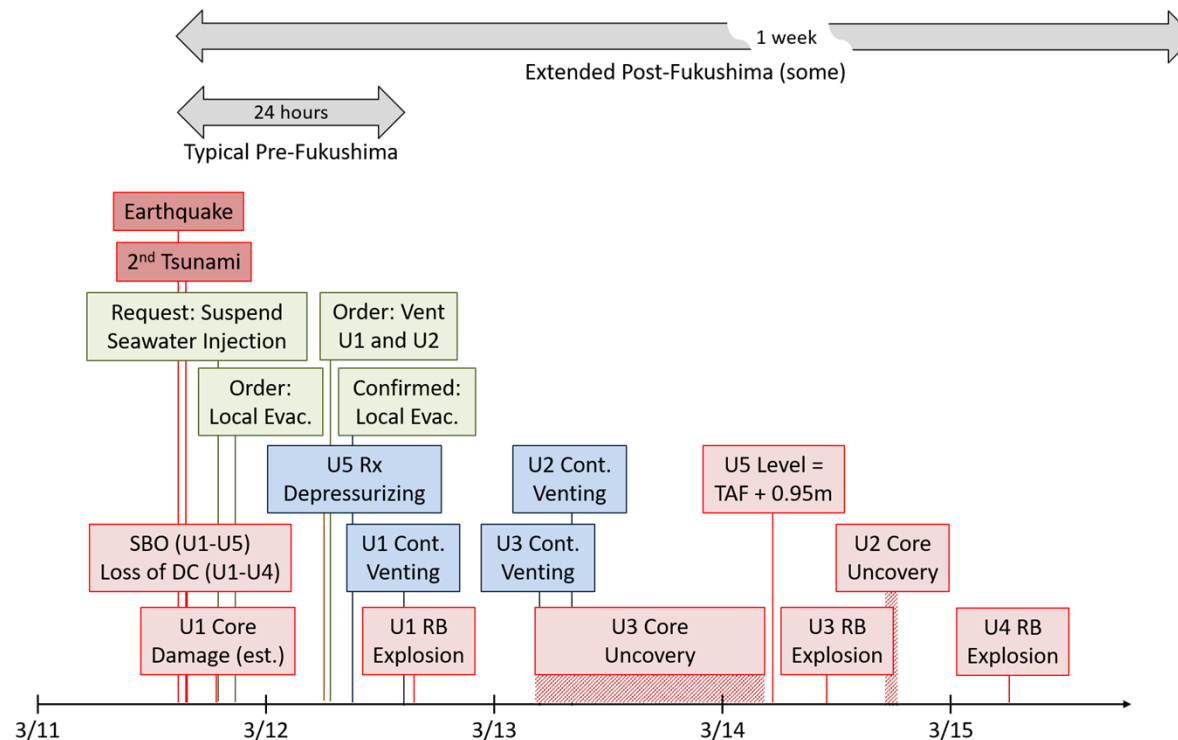 1 week
Extended Post-Fukushima (some)
24 hours
Typical Pre-Fukushima
Earthquake
2nd Tsunami
Request: Suspend
Seawater Injection
Order: Vent
U1 and U2
Order:
Local Evac.
Confirmed:
Local Evac.
U5 Rx
Depressurizing
U2 Cont.
Venting
U5 Level =
TAF + 0.95m
SBO (U1-U5)
Loss of DC (U1-U4)
U1 Cont.
Venting
U3 Cont.
Venting
U2 Core
Uncovery
U1 Core
Damage (est.)
U1 RB
Explosion
U3 Core
Uncovery
U3 RB
Explosion
U4 RB
Explosion
3/11
3/12
3/13
3/14
3/15